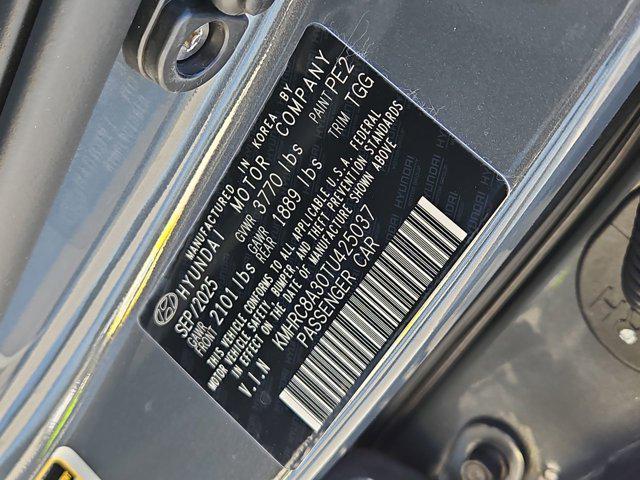 MANUFACTURED IN KOREA BY
HYUNDAI MOTOR COMPANY
SEP/2025 GVWR 3770 lbs PAINT PE2
GAWR FRONT 2101 lbs GAWR REAR 1889 lbs TRIM TGG
THIS VEHICLE CONFORMS TO ALL APPLICABLE U.S.A. FEDERAL
MOTOR VEHICLE SAFETY BUMPER, AND THEFT PREVENTION STANDARDS
IN EFFECT ON THE DATE OF MANUFACTURE SHOWN ABOVE
V.I.N KMHRC8A30TU425037
PASSENGER CAR